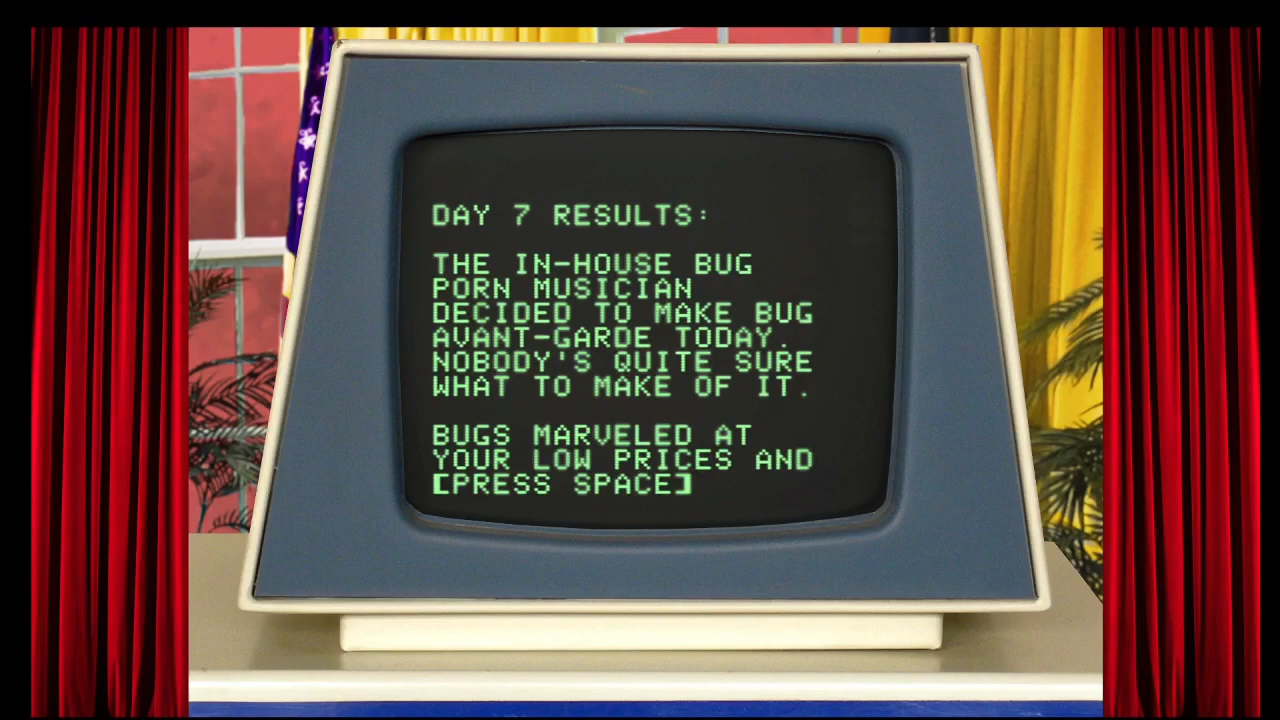 DAY 7 RESULTS:
THE IN-HOUSE BUG
PORN MUSICIAN
DECIDED TO MAKE BUG
AVANT-GARDE TODAY.
NOBODY'S QUITE SURE
WHAT TO MAKE OF IT.
BUGS MARVELED AT
YOUR LOW PRICES AND
[PRESS SPACE]